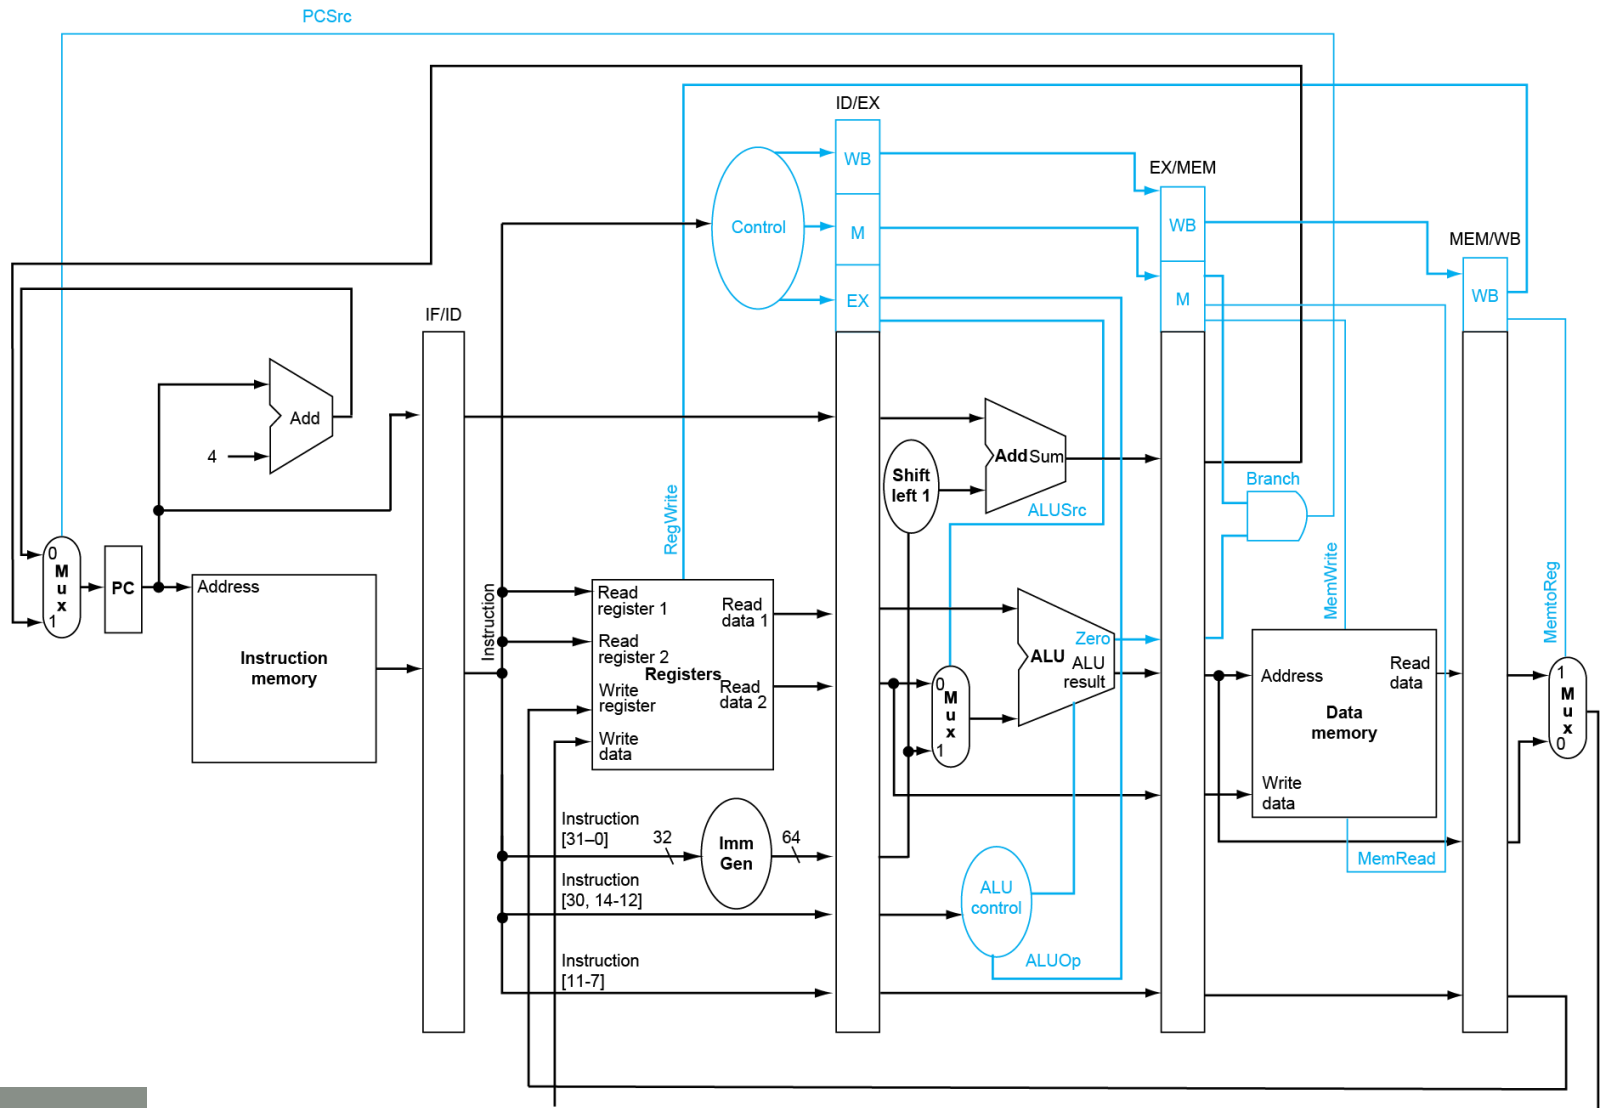 PCSrc
ID/EX
WB
EX/MEM
Control
M
WB
MEM/WB
EX
M
WB
IF/ID
Add
4
Add Sum
Shift
left 1
Branch
ALUSrc
RegWrite
MemWrite
MemtoReg
0
M
u
x
1
PC
Address
Instruction
memory
Instruction
Read
register 1
Read
data 1
Read
register 2
Registers
Write
register
Read
data 2
Write
data
0
M
u
x
1
Zero
ALU
ALU
result
Address
Read
data
Data
memory
Write
data
1
M
u
x
0
Instruction
[31–0]
32
Imm
Gen
64
MemRead
Instruction
[30, 14-12]
ALU
control
ALUOp
Instruction
[11-7]